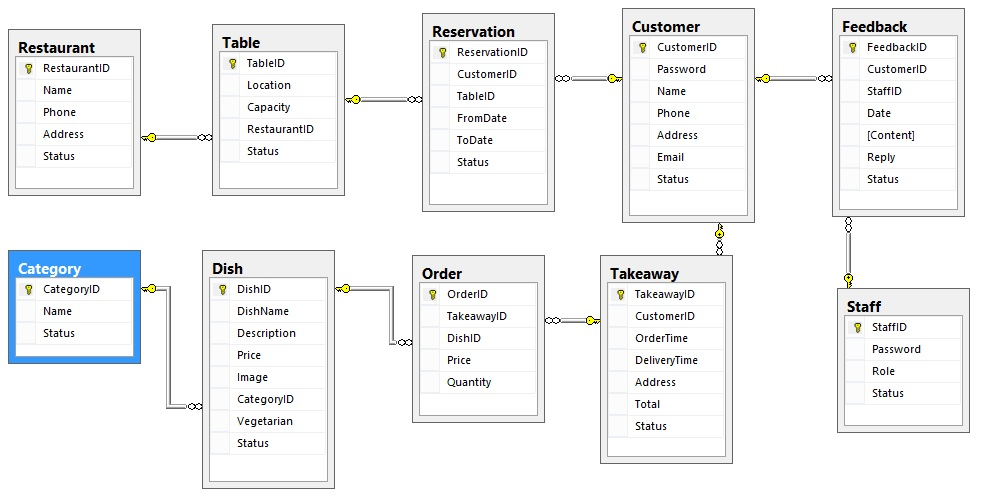 Restaurant
RestaurantID
Name
Phone
Address
Status
Table
TableID
Location
Capacity
RestaurantID
Status
Reservation
ReservationID
CustomerID
TableID
FromDate
ToDate
Status
Customer
CustomerID
Password
Name
Phone
Address
Email
Status
Feedback
FeedbackID
CustomerID
StaffID
Date
[Content]
Reply
Status
Category
CategoryID
Name
Status
Dish
DishID
DishName
Description
Price
Image
CategoryID
Vegetarian
Status
Order
OrderID
TakeawayID
DishID
Price
Quantity
Takeaway
TakeawayID
CustomerID
OrderTime
DeliveryTime
Address
Total
Status
Staff
StaffID
Password
Role
Status